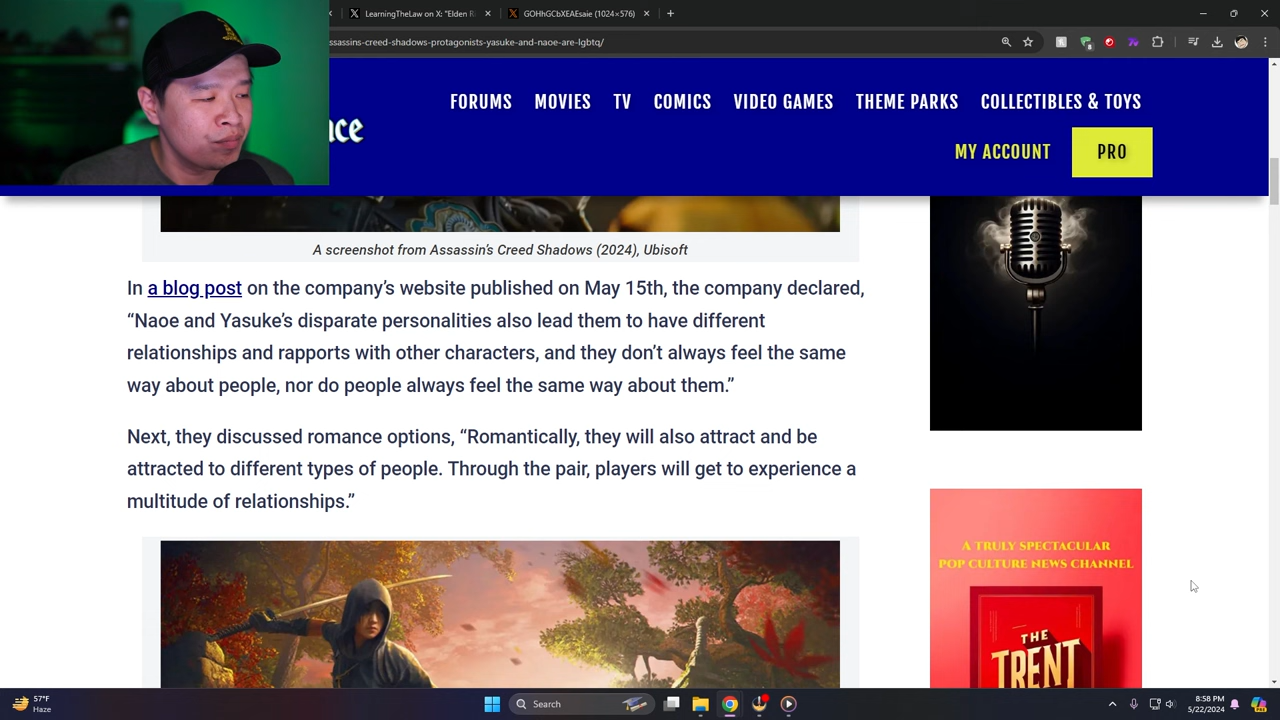 LearningTheLaw on X: "Elden R
GOHhGCbXEAEsaie (1024×576)
assassins-creed-shadows-protagonists-yasuke-and-naoe-are-lgbtq/
FORUMS MOVIES TV COMICS VIDEO GAMES THEME PARKS COLLECTIBLES & TOYS
MY ACCOUNT PRO
A screenshot from Assassin's Creed Shadows (2024), Ubisoft
In a blog post on the company's website published on May 15th, the company declared,
“Naoe and Yasuke's disparate personalities also lead them to have different
relationships and rapports with other characters, and they don't always feel the same
way about people, nor do people always feel the same way about them.”
Next, they discussed romance options, “Romantically, they will also attract and be
attracted to different types of people. Through the pair, players will get to experience a
multitude of relationships.”
A TRULY SPECTACULAR
POP CULTURE NEWS CHANNEL
THE
TRENT
57°F
Haze
Search
8:58 PM
5/22/2024